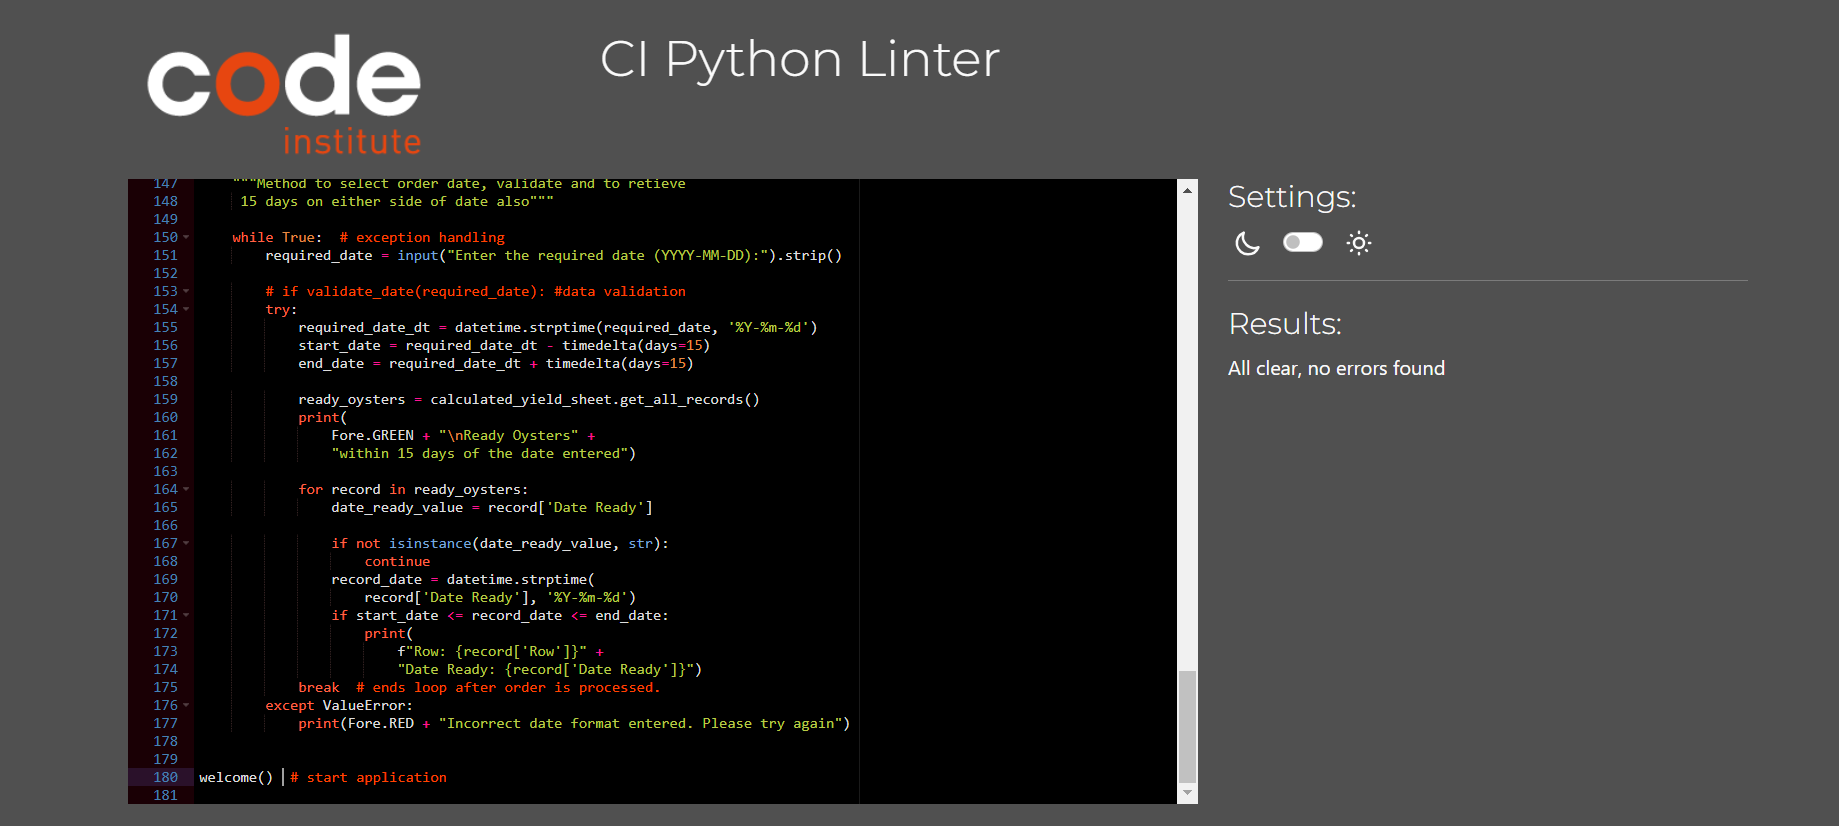 code
institute
CI Python Linter
147 """Method to select order date, validate and to retieve
148 15 days on either side of date also"""
149
150 while True:  # exception handling
151 required_date = input("Enter the required date (YYYY-MM-DD):").strip()
152
153 # if validate_date(required_date): #data validation
154 try:
155 required_date_dt = datetime.strptime(required_date, '%Y-%m-%d')
156 start_date = required_date_dt - timedelta(days=15)
157 end_date = required_date_dt + timedelta(days=15)
158
159 ready_oysters = calculated_yield_sheet.get_all_records()
160 print(
161 Fore.GREEN + "\nReady Oysters" +
162 "within 15 days of the date entered")
163
164 for record in ready_oysters:
165 date_ready_value = record['Date Ready']
166
167 if not isinstance(date_ready_value, str):
168 continue
169 record_date = datetime.strptime(
170 record['Date Ready'], '%Y-%m-%d')
171 if start_date <= record_date <= end_date:
172 print(
173 f"Row: {record['Row']}" +
174 "Date Ready: {record['Date Ready']}")
175 break  # ends loop after order is processed.
176 except ValueError:
177 print(Fore.RED + "Incorrect date format entered. Please try again")
178
179
180 welcome()  # start application
181
Settings:
Results:
All clear, no errors found